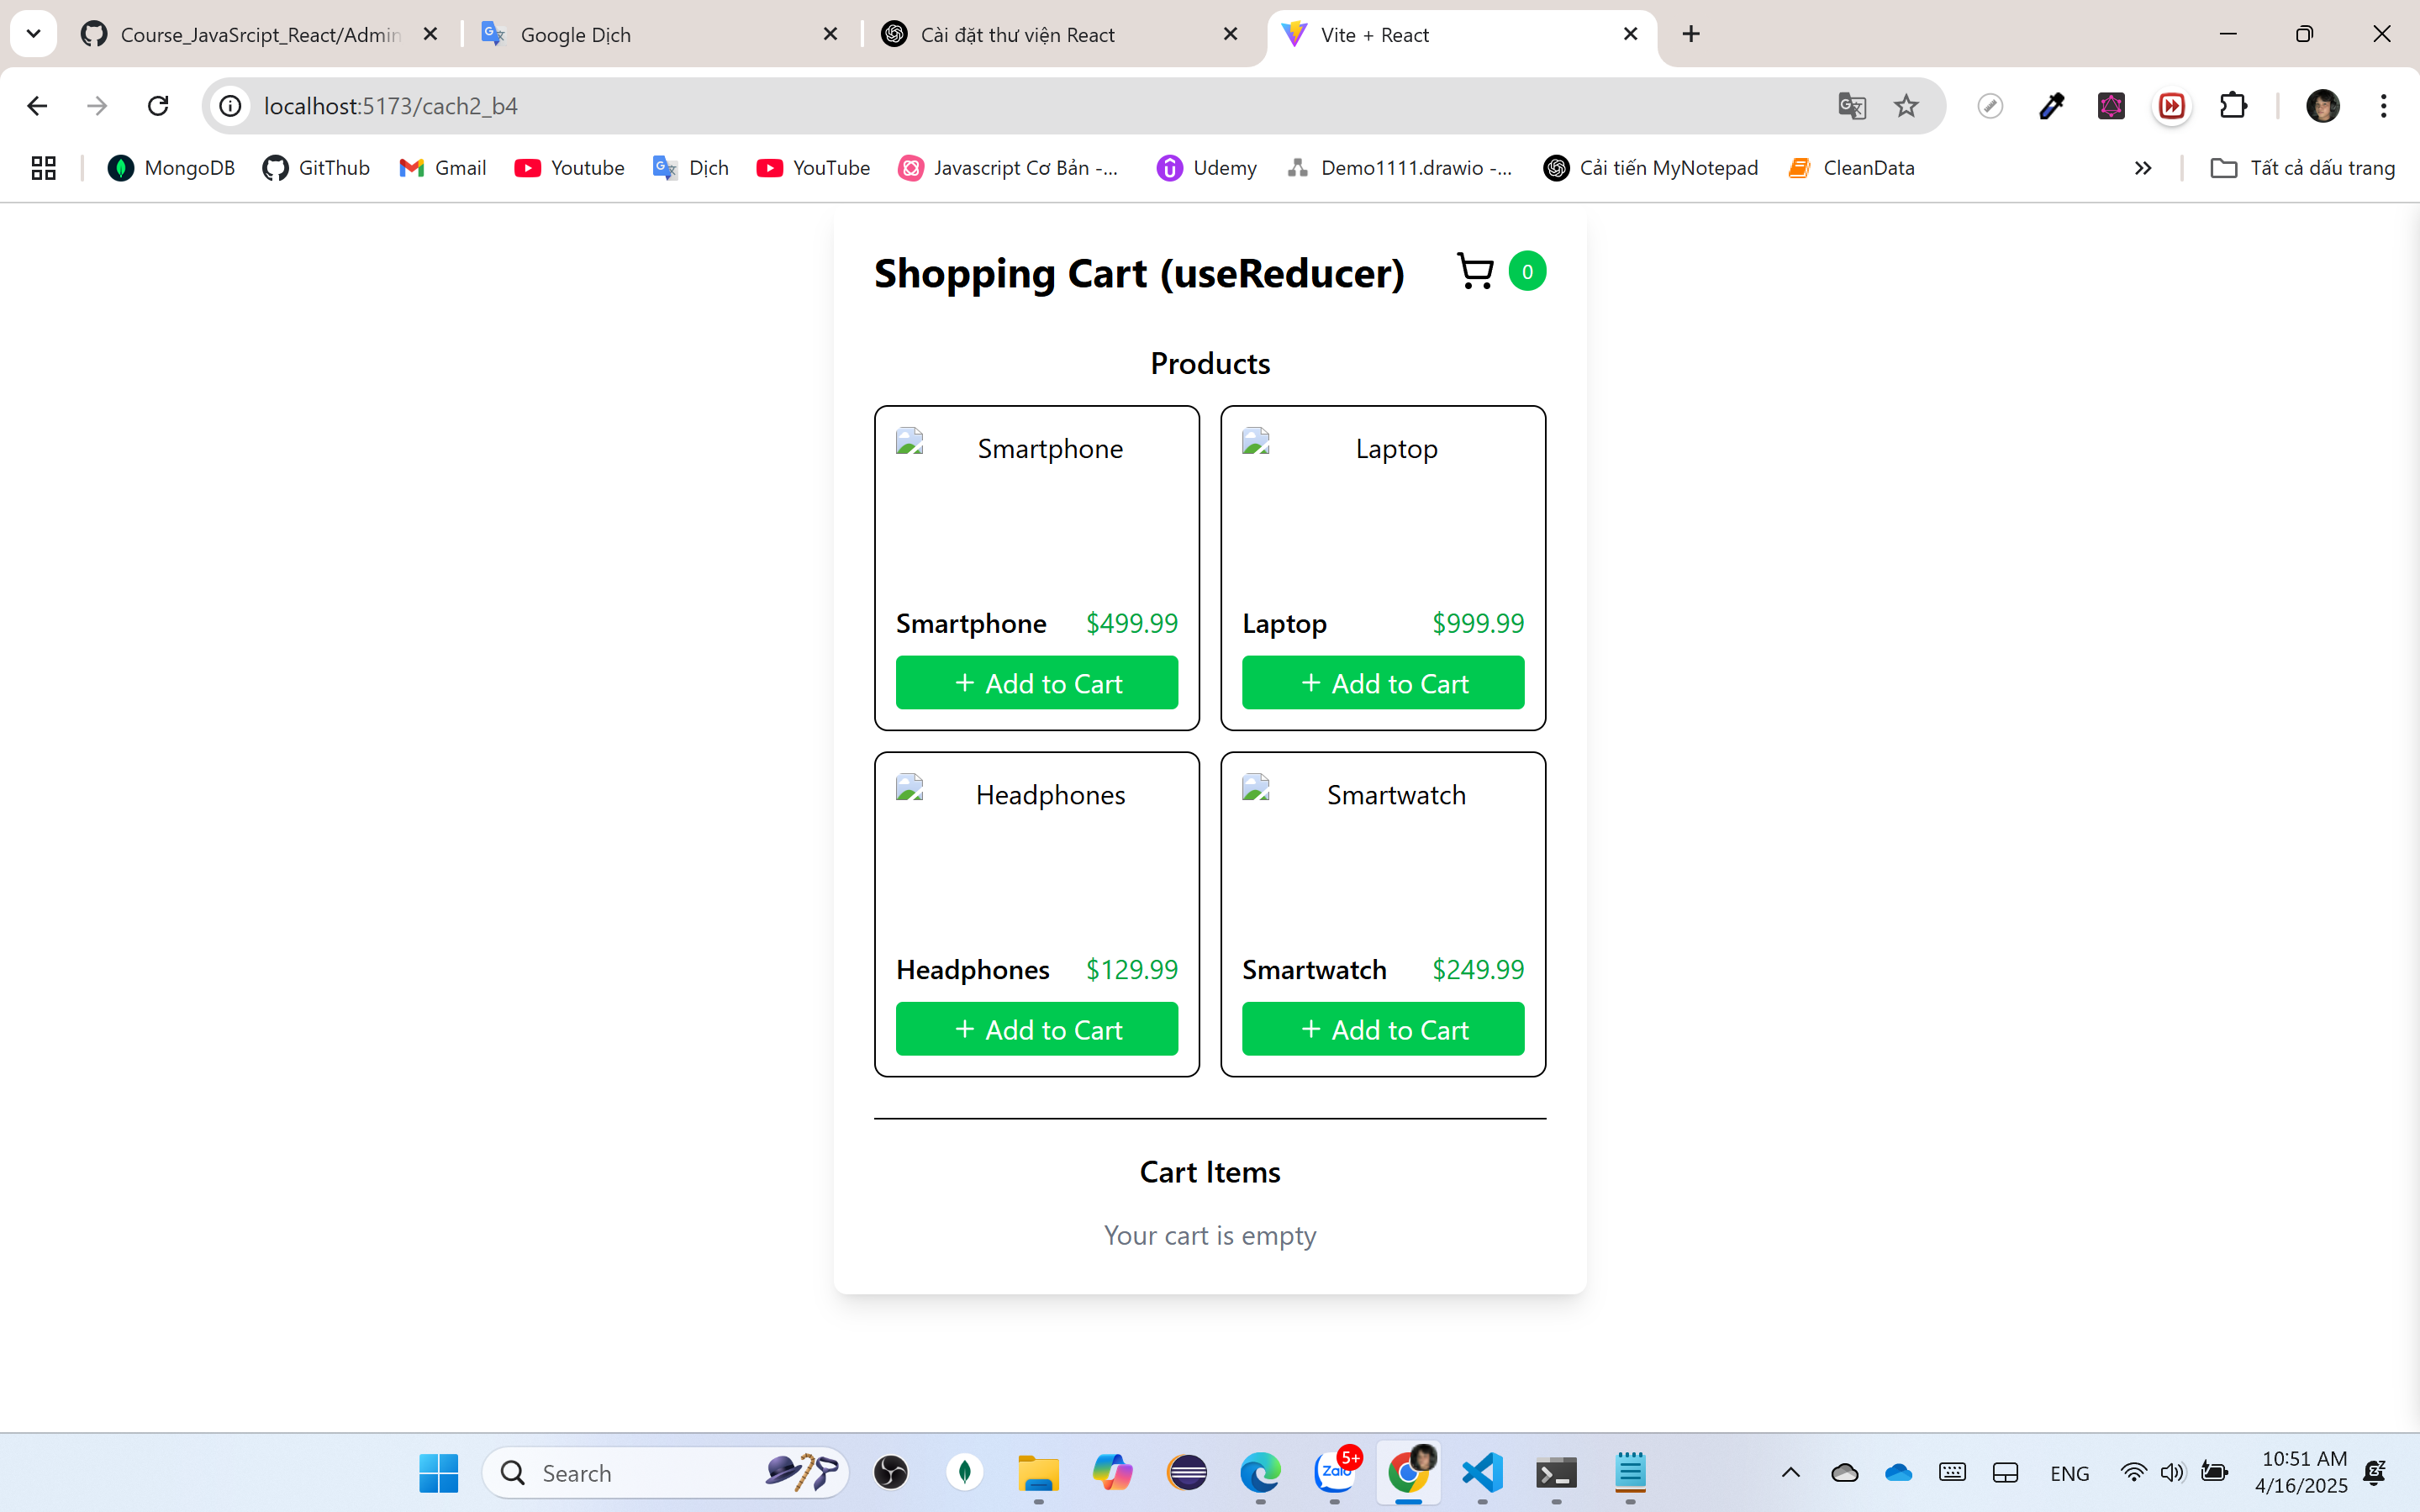 Course_JavaSrcipt_React/Admin
Google Dịch
Cài đặt thư viện React
Vite + React
localhost:5173/cach2_b4
MongoDB
GitThub
Gmail
Youtube
Dịch
YouTube
Javascript Cơ Bản -...
Udemy
Demo1111.drawio -...
Cải tiến MyNotepad
CleanData
Tất cả dấu trang
Shopping Cart (useReducer)
0
Products
Smartphone
Laptop
Smartphone $499.99
Laptop $999.99
+ Add to Cart
+ Add to Cart
Headphones
Smartwatch
Headphones $129.99
Smartwatch $249.99
+ Add to Cart
+ Add to Cart
Cart Items
Your cart is empty
Search
Zalo
5+
ENG
10:51 AM
4/16/2025